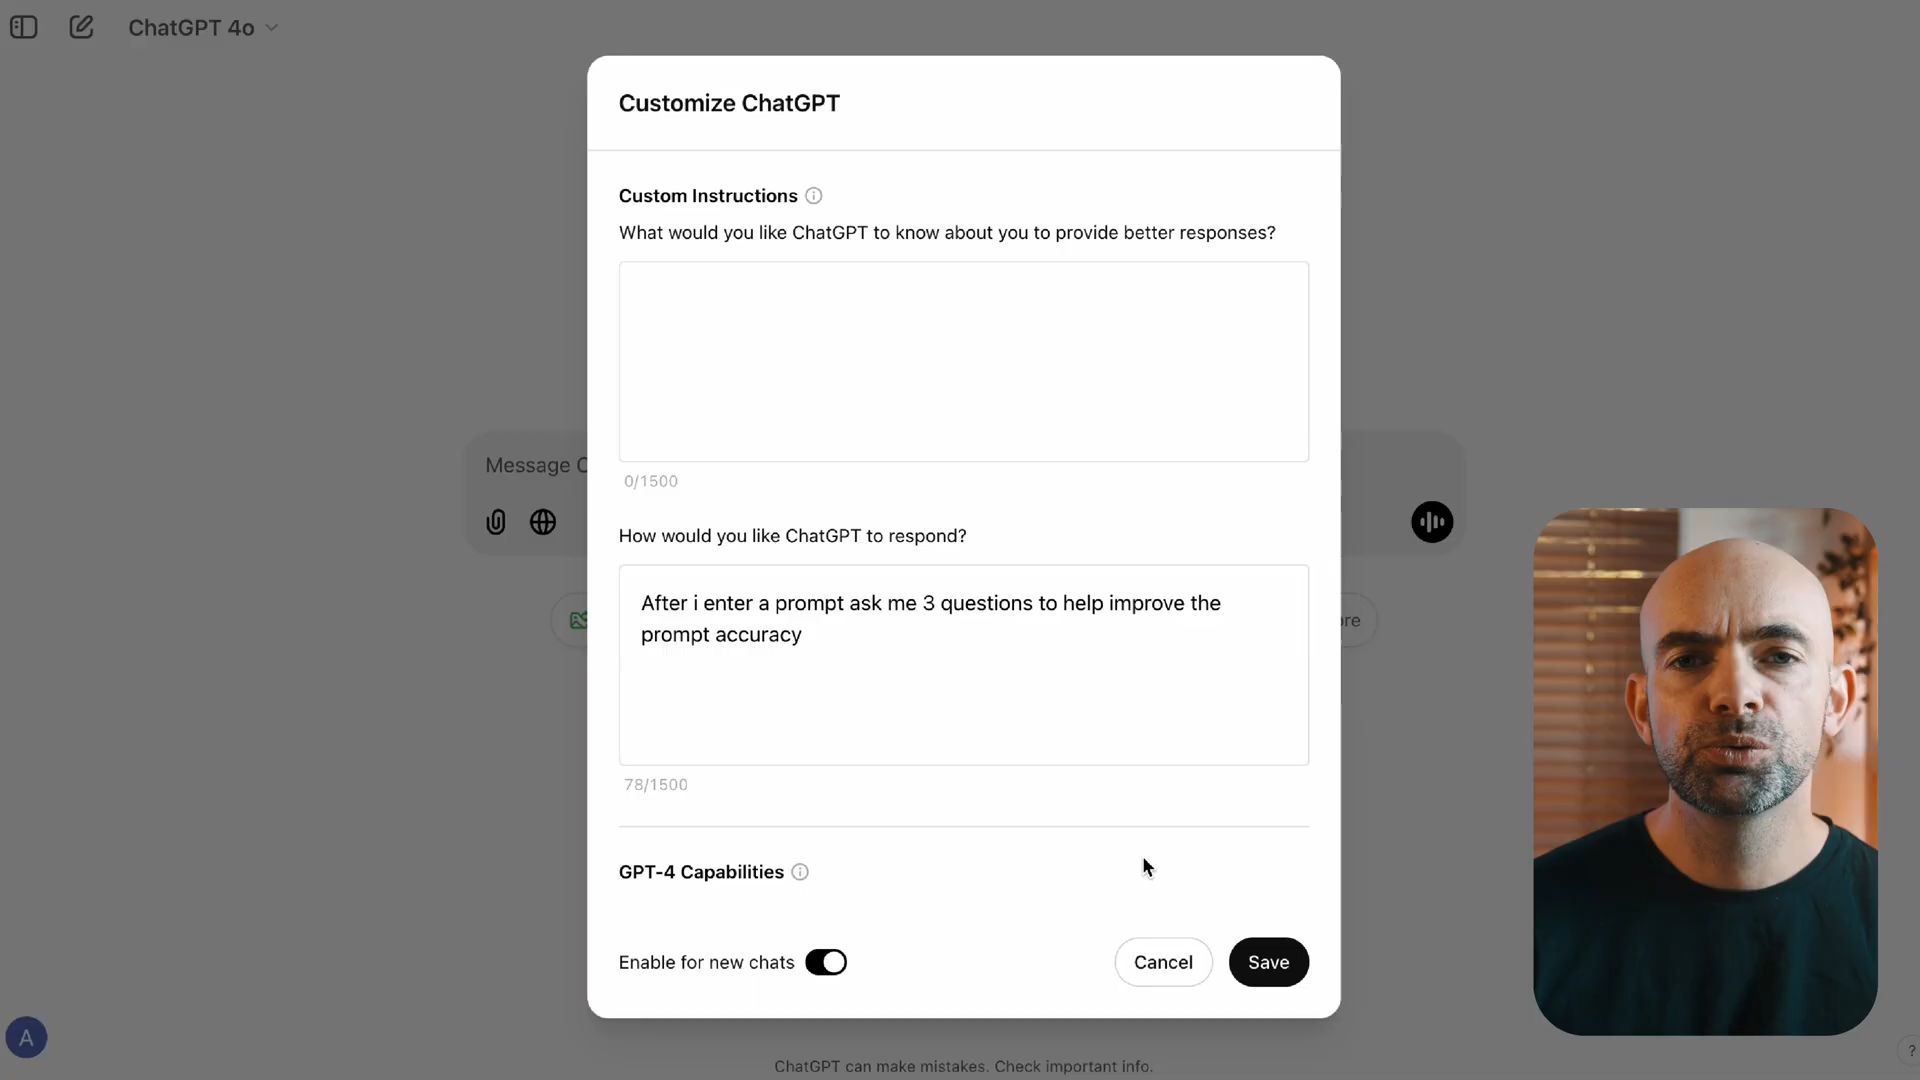 ChatGPT 4o
Customize ChatGPT
Custom Instructions
What would you like ChatGPT to know about you to provide better responses?
0/1500
Message C
How would you like ChatGPT to respond?
After i enter a prompt ask me 3 questions to help improve the
prompt accuracy
ore
78/1500
GPT-4 Capabilities
Enable for new chats
Cancel
Save
A
?
ChatGPT can make mistakes. Check important info.